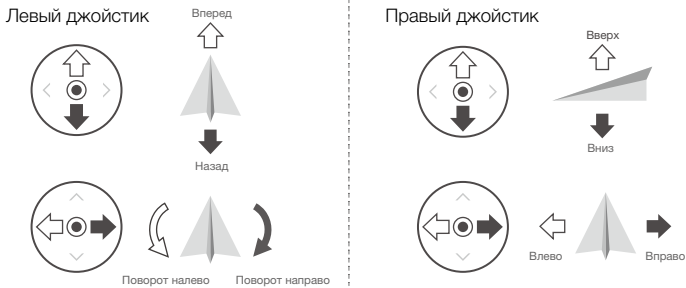 Левый джойстик
Вперед
Назад
Поворот налево
Поворот направо
Правый джойстик
Вверх
Вниз
Влево
Вправо